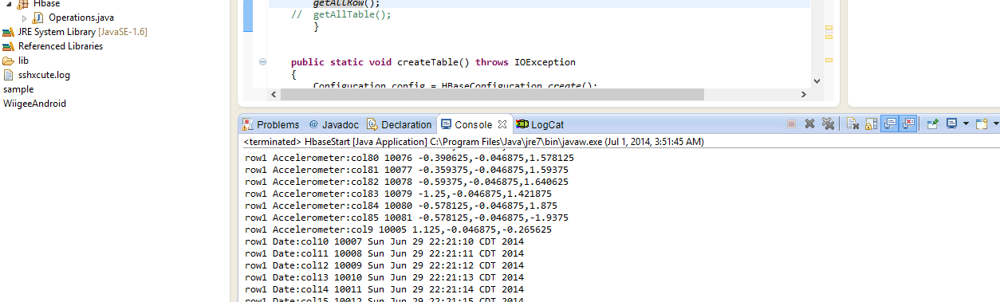 Hbase
Operations.java
JRE System Library [JavaSE-1.6]
Referenced Libraries
lib
sshxcute.log
sample
WiigeeAndroid
getAllRow();
// getAllTable();
}
public static void createTable() throws IOException
{
Configuration config = HBaseConfiguration.create();
Problems @ Javadoc Declaration Console LogCat
<terminated> HbaseStart [Java Application] C:\Program Files\Java\jre7\bin\javaw.exe (Jul 1, 2014, 3:51:45 AM)
row1 Accelerometer:col80 10076 -0.390625,-0.046875,1.578125
row1 Accelerometer:col81 10077 -0.359375,-0.046875,1.59375
row1 Accelerometer:col82 10078 -0.59375,-0.046875,1.640625
row1 Accelerometer:col83 10079 -1.25,-0.046875,1.421875
row1 Accelerometer:col84 10080 -0.578125,-0.046875,1.875
row1 Accelerometer:col85 10081 -0.578125,-0.046875,-1.9375
row1 Accelerometer:col9 10005 1.125,-0.046875,-0.265625
row1 Date:col10 10007 Sun Jun 29 22:21:10 CDT 2014
row1 Date:col11 10008 Sun Jun 29 22:21:11 CDT 2014
row1 Date:col12 10009 Sun Jun 29 22:21:12 CDT 2014
row1 Date:col13 10010 Sun Jun 29 22:21:13 CDT 2014
row1 Date:col14 10011 Sun Jun 29 22:21:14 CDT 2014
row1 Date:col15 10012 Sun Jun 29 22:21:15 CDT 2014